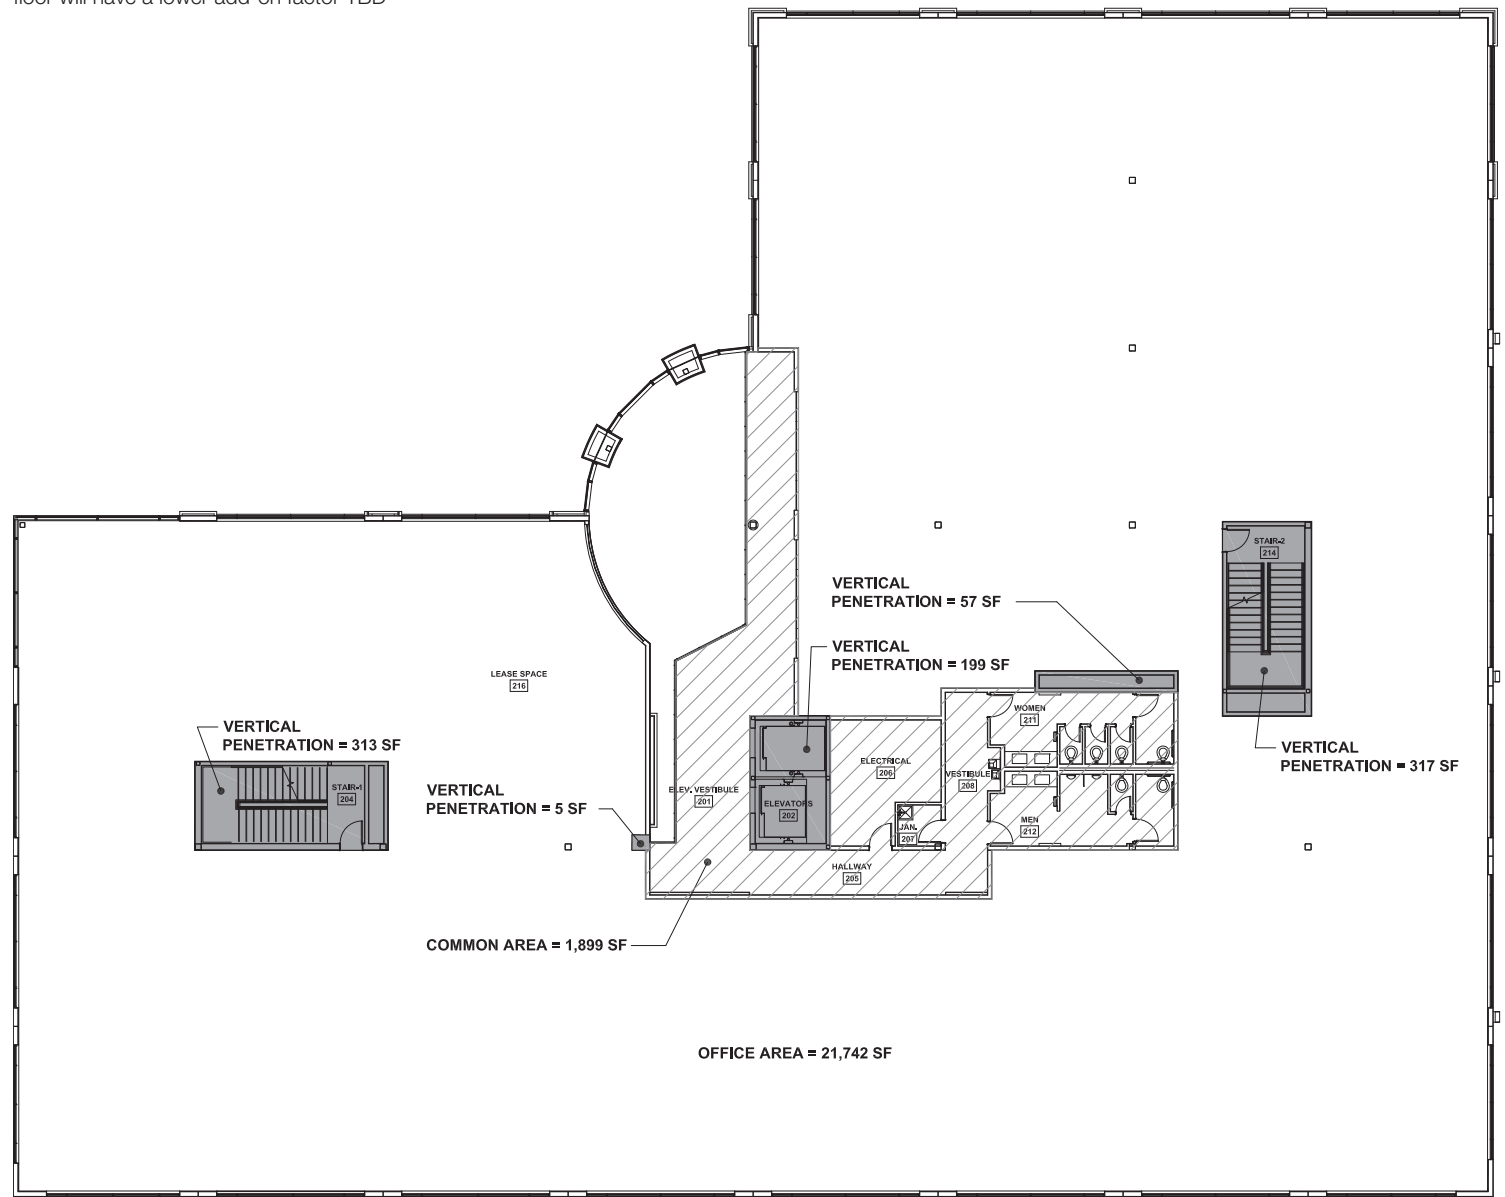 floor will have a lower add-on factor TBD
STAIR-2
214
VERTICAL
PENETRATION = 57 SF
VERTICAL
PENETRATION = 199 SF
LEASE SPACE
216
WOMEN
211
VERTICAL
PENETRATION = 313 SF
VERTICAL
PENETRATION = 317 SF
ELECTRICAL
206
VESTIBULE
208
STAIR-1
204
VERTICAL
PENETRATION = 5 SF
ELEV. VESTIBULE
201
ELEVATORS
202
JAN.
207
MEN
212
HALLWAY
205
COMMON AREA = 1,899 SF
OFFICE AREA = 21,742 SF